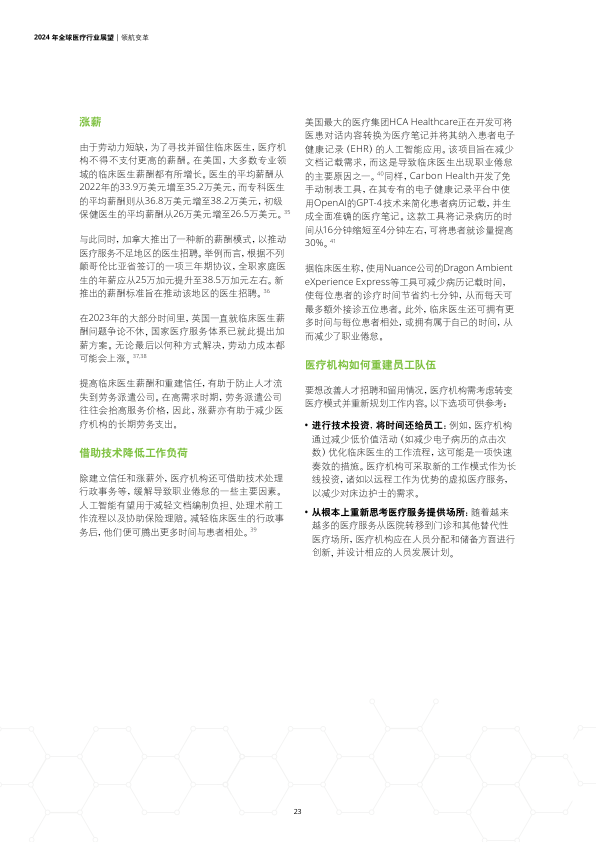 2024 年全球医疗行业展望 | 领航变革
涨薪
由于劳动力短缺，为了寻找并留住临床医生，医疗机
构不得不支付更高的薪酬。在美国，大多数专业领
域的临床医生薪酬都有所增长。医生的平均薪酬从
2022年的33.9万美元增至35.2万美元，而专科医生
的平均薪酬则从36.8万美元增至38.2万美元，初级
保健医生的平均薪酬从26万美元增至26.5万美元。35
与此同时，加拿大推出了一种新的薪酬模式，以推动
医疗服务不足地区的医生招聘。举例而言，根据不列
颠哥伦比亚省签订的一项三年期协议，全职家庭医
生的年薪应从25万加元提升至38.5万加元左右。新
推出的薪酬标准旨在推动该地区的医生招聘。36
在2023年的大部分时间里，英国一直就临床医生薪
酬问题争论不休，国家医疗服务体系已就此提出加
薪方案。无论最后以何种方式解决，劳动力成本都
可能会上涨。37,38
提高临床医生薪酬和重建信任，有助于防止人才流
失到劳务派遣公司。在高需求时期，劳务派遣公司
往往会抬高服务价格，因此，涨薪亦有助于减少医
疗机构的长期劳务支出。
借助技术降低工作负荷
除建立信任和涨薪外，医疗机构还可借助技术处理
行政事务等，缓解导致职业倦怠的一些主要因素。
人工智能有望用于减轻文档编制负担、处理术前工
作流程以及协助保险理赔。减轻临床医生的行政事
务后，他们便可腾出更多时间与患者相处。39
美国最大的医疗集团HCA Healthcare正在开发可将
医患对话内容转换为医疗笔记并将其纳入患者电子
健康记录（EHR）的人工智能应用。该项目旨在减少
文档记载需求，而这是导致临床医生出现职业倦怠
的主要原因之一。40同样，Carbon Health开发了免
手动制表工具，在其专有的电子健康记录平台中使
用OpenAI的GPT-4技术来简化患者病历记载，并生
成全面准确的医疗笔记。这款工具将记录病历的时
间从16分钟缩短至4分钟左右，可将患者就诊量提高
30%。41
据临床医生称，使用Nuance公司的Dragon Ambient
eXperience Express等工具可减少病历记载时间，
使每位患者的诊疗时间节省约七分钟，从而每天可
最多额外接诊五位患者。此外，临床医生还可拥有更
多时间与每位患者相处，或拥有属于自己的时间，从
而减少了职业倦怠。
医疗机构如何重建员工队伍
要想改善人才招聘和留用情况，医疗机构需考虑转变
医疗模式并重新规划工作内容。以下选项可供参考：
• 进行技术投资，将时间还给员工：例如，医疗机构
通过减少低价值活动（如减少电子病历的点击次
数）优化临床医生的工作流程，这可能是一项快速
奏效的措施。医疗机构可采取新的工作模式作为长
线投资，诸如以远程工作为优势的虚拟医疗服务，
以减少对床边护士的需求。
• 从根本上重新思考医疗服务提供场所：随着越来
越多的医疗服务从医院转移到门诊和其他替代性
医疗场所，医疗机构应在人员分配和储备方面进行
创新，并设计相应的人员发展计划。
23